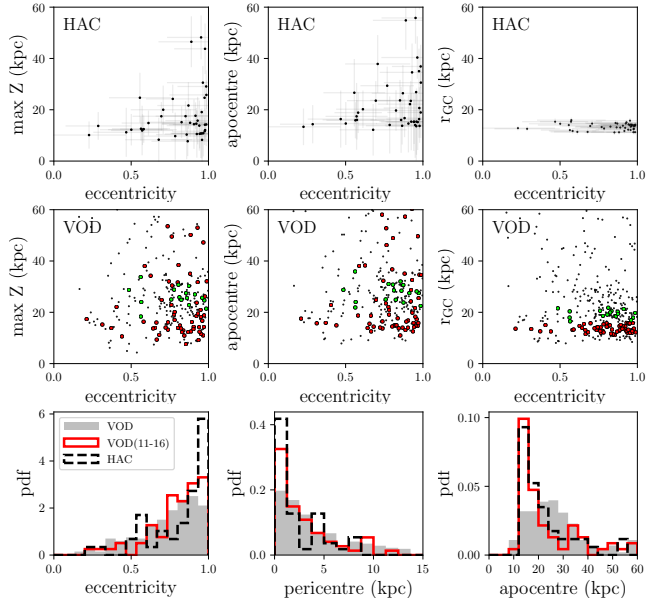 HAC HAC HAC
max Z (kpc) apocentre (kpc) r_GC (kpc)
60 60 60
40 40 40
20 20 20
0 0 0
0.0 0.5 1.0 0.0 0.5 1.0 0.0 0.5 1.0
eccentricity eccentricity eccentricity
VOD VOD VOD
max Z (kpc) apocentre (kpc) r_GC (kpc)
60 60 60
40 40 40
20 20 20
0 0 0
0.0 0.5 1.0 0.0 0.5 1.0 0.0 0.5 1.0
eccentricity eccentricity eccentricity
VOD
VOD(11-16)
HAC
pdf pdf pdf
6 0.4 0.10
4 0.2 0.05
2 0.0 0.00
0
0.0 0.5 1.0 0 5 10 15 0 10 20 30 40 50 60
eccentricity pericentre (kpc) apocentre (kpc)